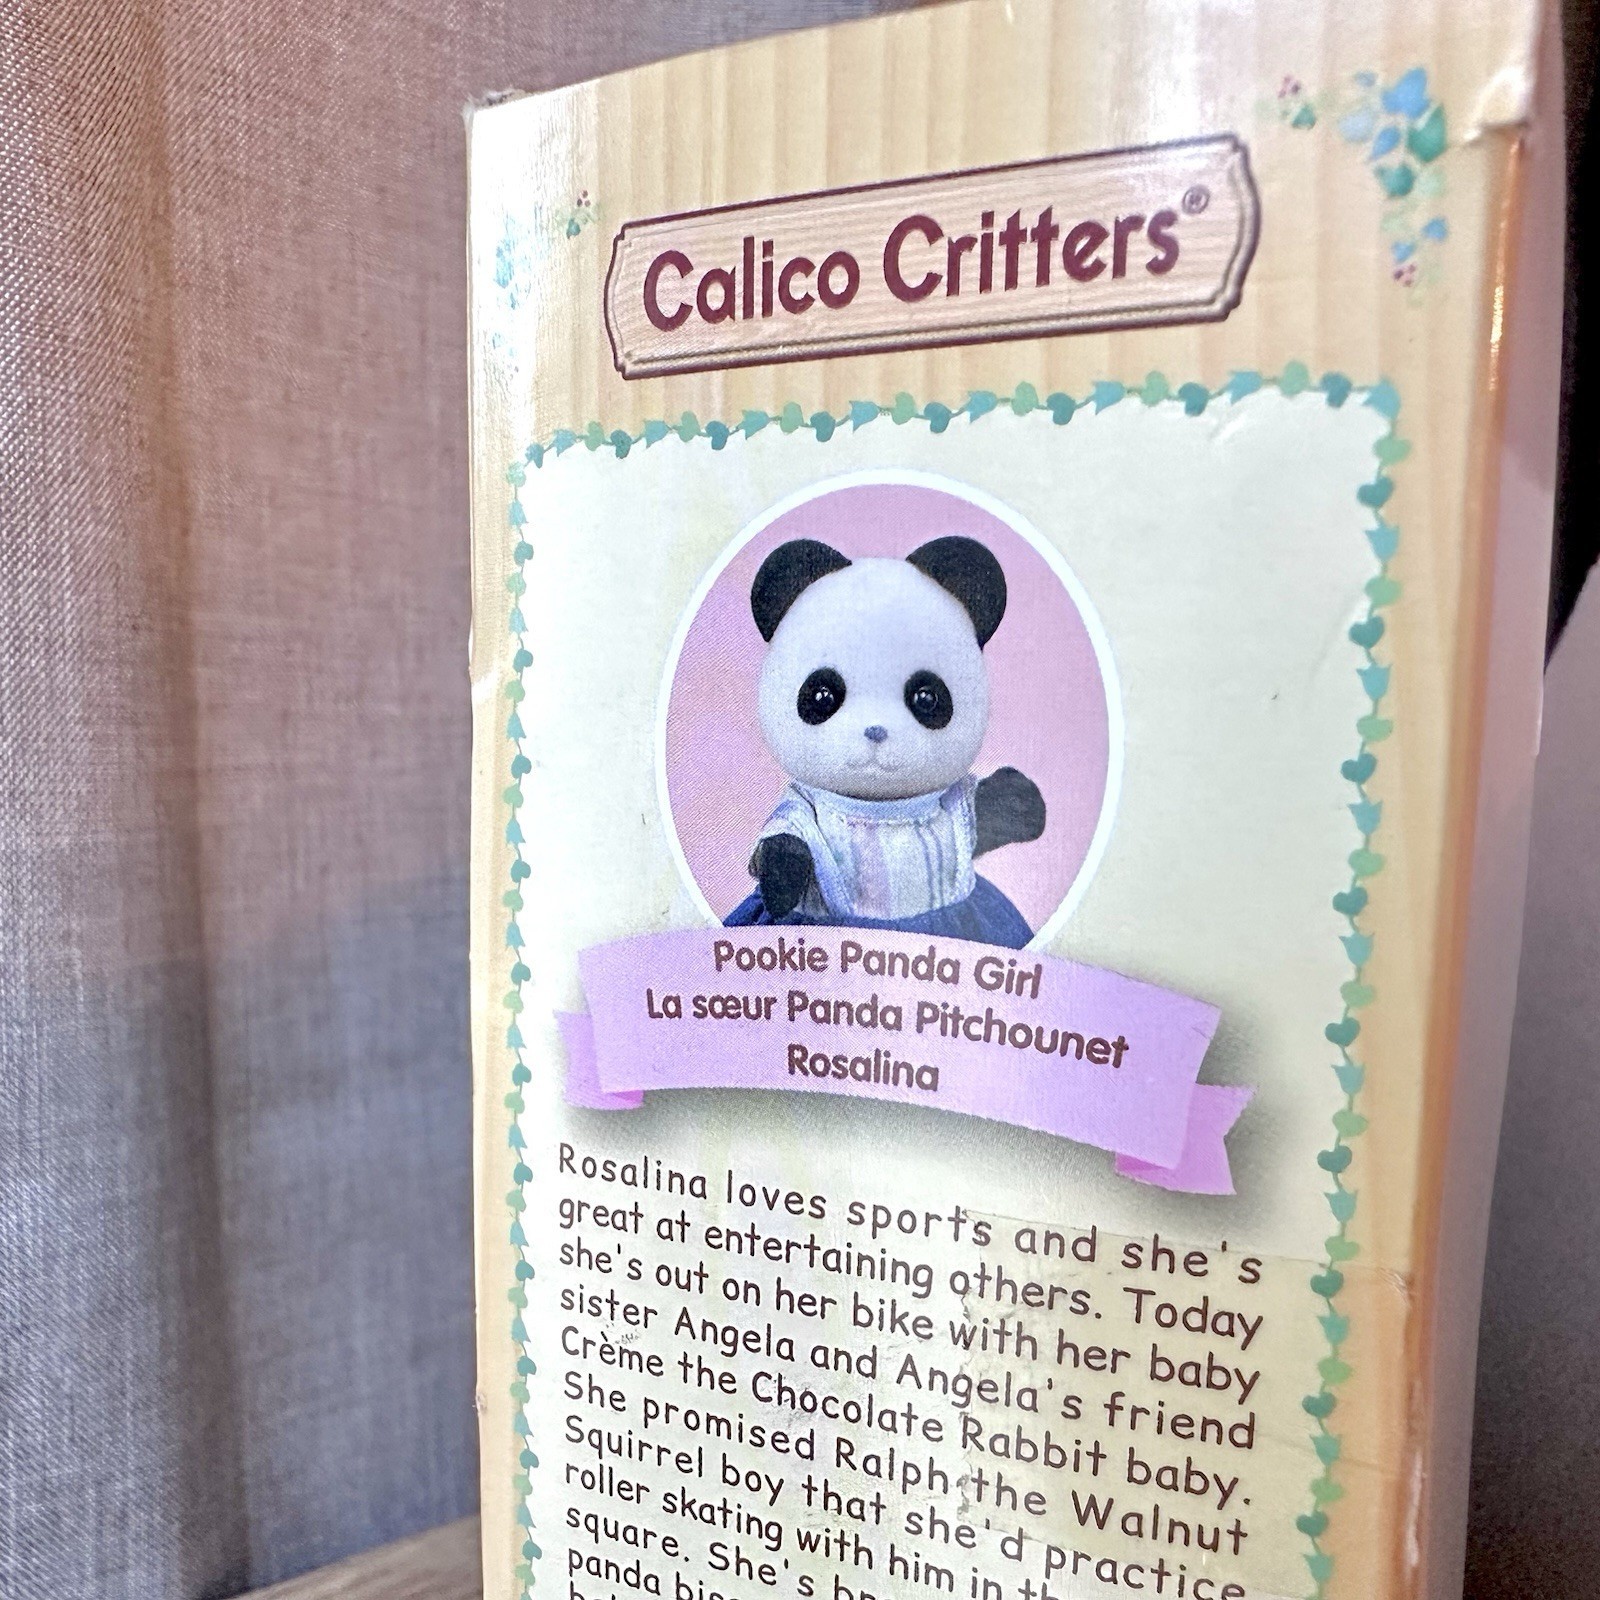 Calico Critters®
Pookie Panda Girl
La sœur Panda Pitchounet
Rosalina
Rosalina loves sports and she's
great at entertaining others. Today
she's out on her bike with her baby
sister Angela and Angela's friend
Crème the Chocolate Rabbit baby.
She promised Ralph the Walnut
Squirrel boy that she'd practice
roller skating with him in
square. She's
panda